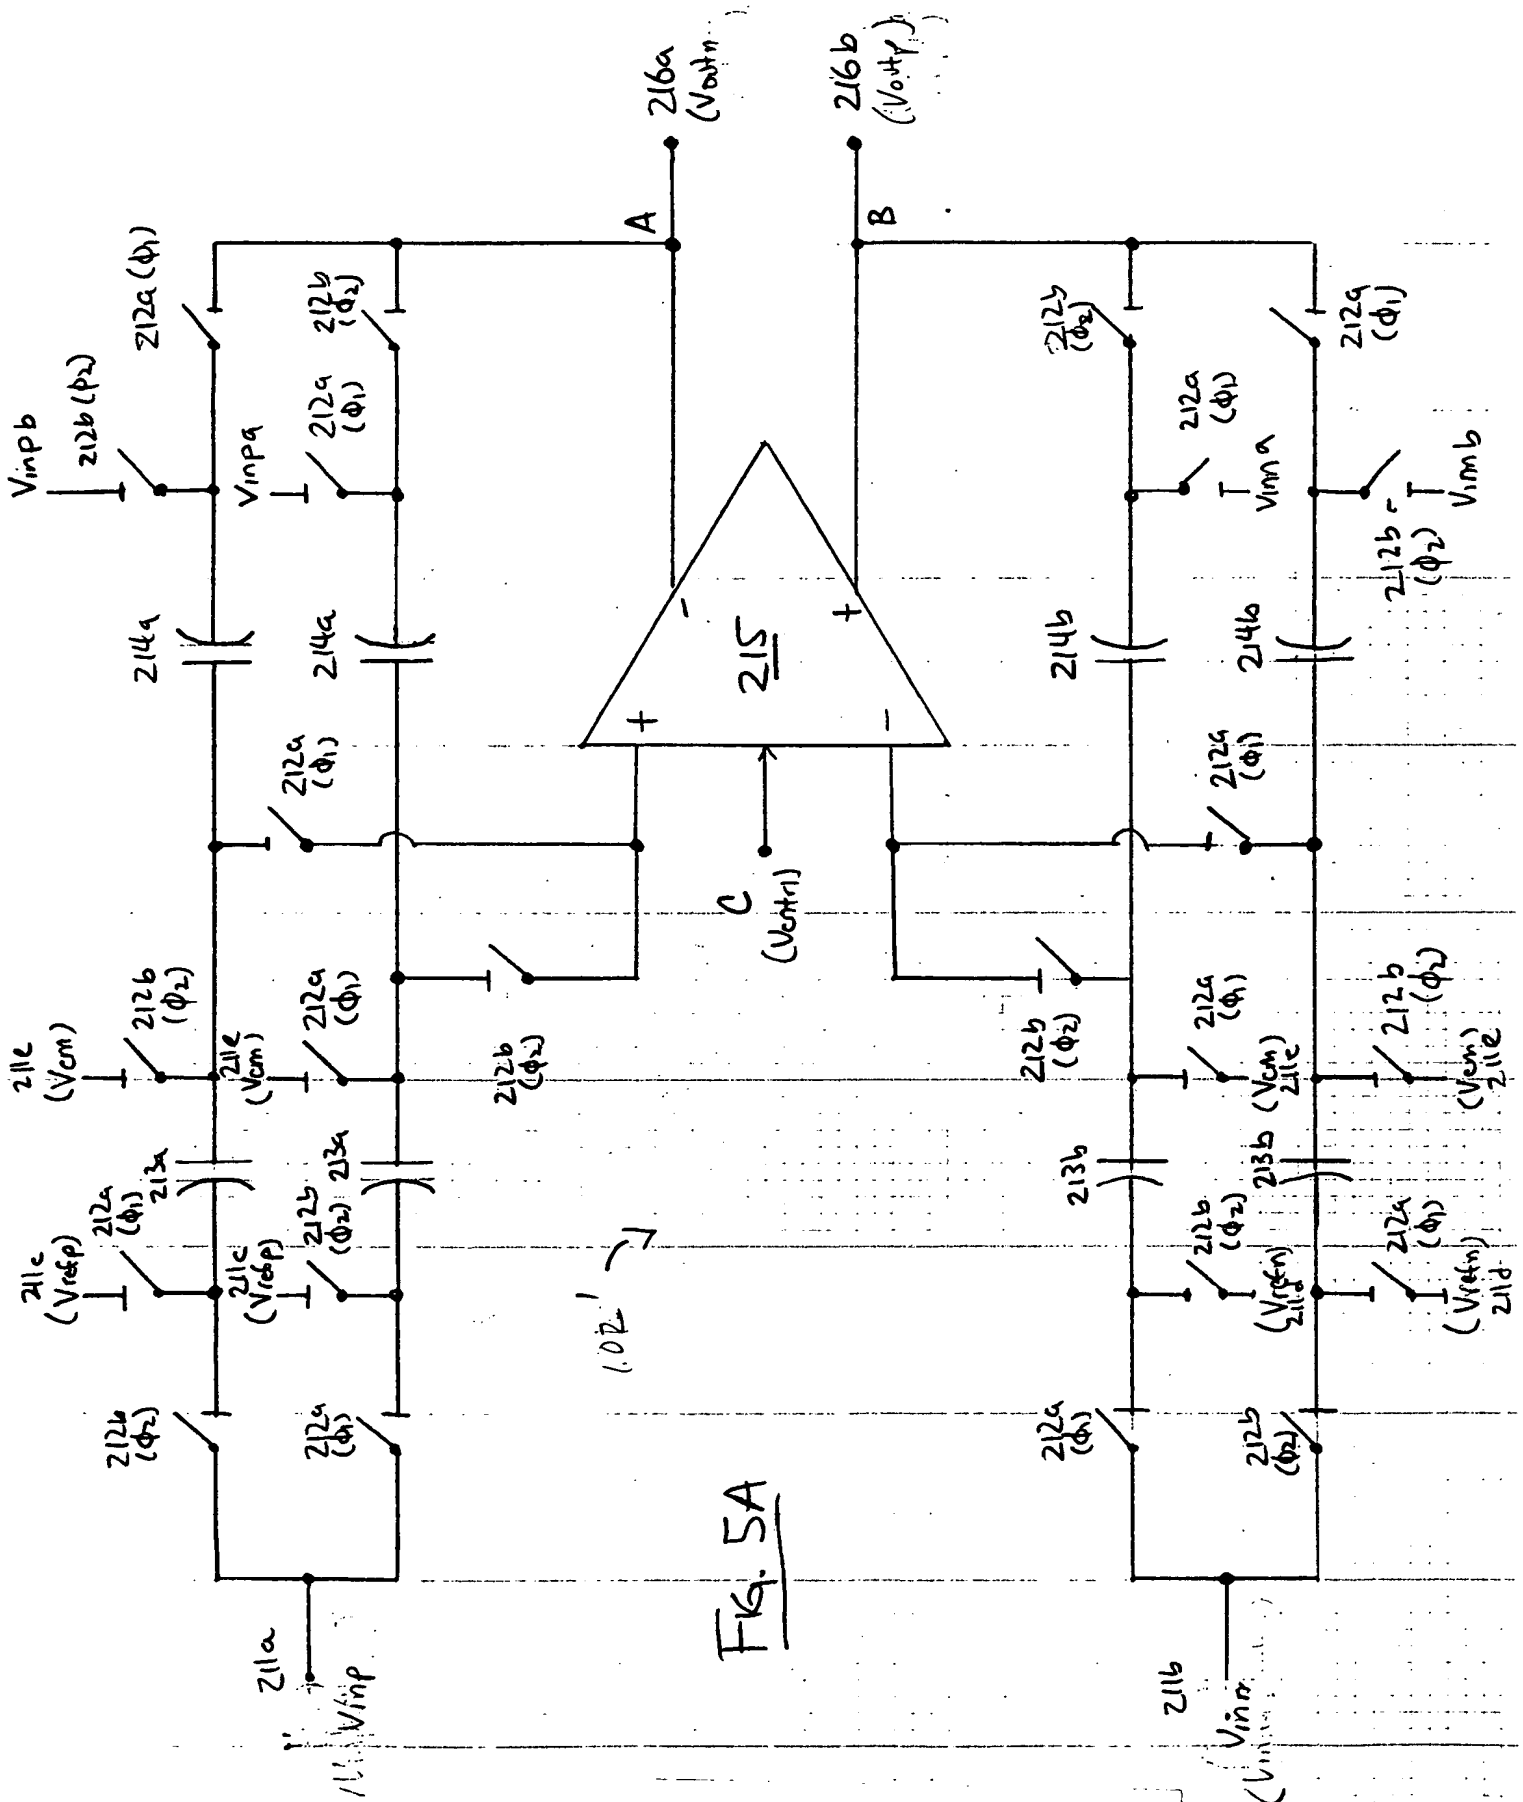 216a
(Voutn)
216b
(Voutp)
A
B
212a (ϕ1)
212b
(ϕ2)
212b
(ϕ2)
212a
(ϕ1)
Vinpb
212b (ϕ2)
Vinpa
212a
(ϕ1)
212a
(ϕ1)
Vinna
212b
(ϕ2)
Vinnb
214a
214a
-
+
215
214b
214b
+
-
212a
(ϕ1)
212a
(ϕ1)
C
(Vcntrl)
211e
(Vcm)
212b
(ϕ2)
211e
(Vcm)
212a
(ϕ1)
212b
(ϕ2)
212b
(ϕ2)
212a
(ϕ1)
(Vcm)
211e
212b
(ϕ2)
(Vcm)
211e
213a
213a
213b
213b
211c
(Vrefp)
212a
(ϕ1)
211c
(Vrefp)
212b
(ϕ2)
212b
(ϕ2)
(Vrefn)
211d
212a
(ϕ1)
(Vrefn)
211d
102'
212b
(ϕ2)
212a
(ϕ1)
212a
(ϕ1)
212b
(ϕ2)
211a
Vinp
211b
Vinn
FIG. 5A